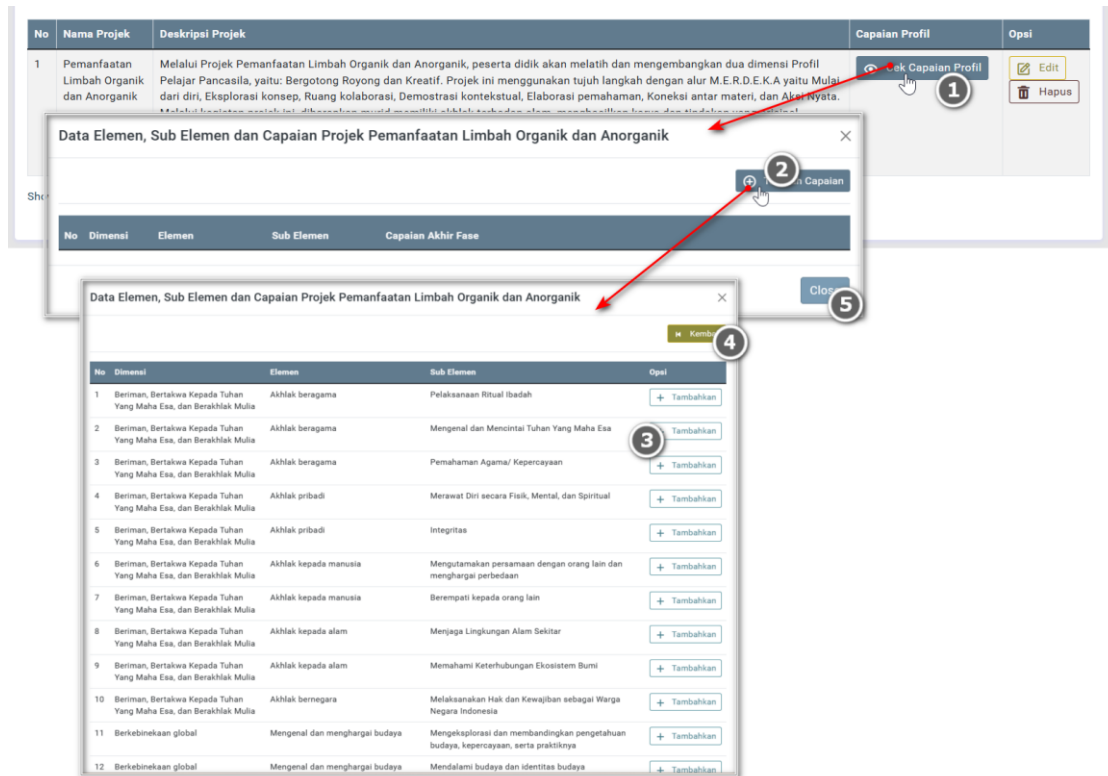 No Nama Projek Deskripsi Projek Capaian Profil Opsi
1 Pemanfaatan Limbah Organik dan Anorganik
Melalui Projek Pemanfaatan Limbah Organik dan Anorganik, peserta didik akan melatih dan mengembangkan dua dimensi Profil
Pelajar Pancasila, yaitu: Bergotong Royong dan Kreatif. Projek ini menggunakan tujuh langkah dengan alur M.E.R.D.E.K.A yaitu Mulai
dari diri, Eksplorasi konsep, Ruang kolaborasi, Demostrasi kontekstual, Elaborasi pemahaman, Koneksi antar materi, dan Aksi Nyata.
Capaian Profil
1
Edit
Hapus
Data Elemen, Sub Elemen dan Capaian Projek Pemanfaatan Limbah Organik dan Anorganik ×
2
Capaian
No Dimensi Elemen Sub Elemen Capaian Akhir Fase
5
Data Elemen, Sub Elemen dan Capaian Projek Pemanfaatan Limbah Organik dan Anorganik ×
4
No Dimensi Elemen Sub Elemen Opsi
1 Beriman, Bertakwa Kepada Tuhan Akhlak beragama Pelaksanaan Ritual Ibadah + Tambahkan
Yang Maha Esa, dan Berakhlak Mulia
2 Beriman, Bertakwa Kepada Tuhan Akhlak beragama Mengenal dan Mencintai Tuhan Yang Maha Esa 3 Tambahkan
Yang Maha Esa, dan Berakhlak Mulia
3 Beriman, Bertakwa Kepada Tuhan Akhlak beragama Pemahaman Agama/ Kepercayaan + Tambahkan
Yang Maha Esa, dan Berakhlak Mulia
4 Beriman, Bertakwa Kepada Tuhan Akhlak pribadi Merawat Diri secara Fisik, Mental, dan Spiritual + Tambahkan
Yang Maha Esa, dan Berakhlak Mulia
5 Beriman, Bertakwa Kepada Tuhan Akhlak pribadi Integritas + Tambahkan
Yang Maha Esa, dan Berakhlak Mulia
6 Beriman, Bertakwa Kepada Tuhan Akhlak kepada manusia Mengutamakan persamaan dengan orang lain dan + Tambahkan
Yang Maha Esa, dan Berakhlak Mulia menghargai perbedaan
7 Beriman, Bertakwa Kepada Tuhan Akhlak kepada manusia Berempati kepada orang lain + Tambahkan
Yang Maha Esa, dan Berakhlak Mulia
8 Beriman, Bertakwa Kepada Tuhan Akhlak kepada alam Menjaga Lingkungan Alam Sekitar + Tambahkan
Yang Maha Esa, dan Berakhlak Mulia
9 Beriman, Bertakwa Kepada Tuhan Akhlak kepada alam Memahami Keterhubungan Ekosistem Bumi + Tambahkan
Yang Maha Esa, dan Berakhlak Mulia
10 Beriman, Bertakwa Kepada Tuhan Akhlak bernegara Melaksanakan Hak dan Kewajiban sebagai Warga + Tambahkan
Yang Maha Esa, dan Berakhlak Mulia Negara Indonesia
11 Berkebinekaan global Mengenal dan menghargai budaya Mengeksplorasi dan membandingkan pengetahuan + Tambahkan
budaya, kepercayaan, serta praktiknya
12 Berkebinekaan global Mengenal dan menghargai budaya Mendalami budaya dan identitas budaya + Tambahkan